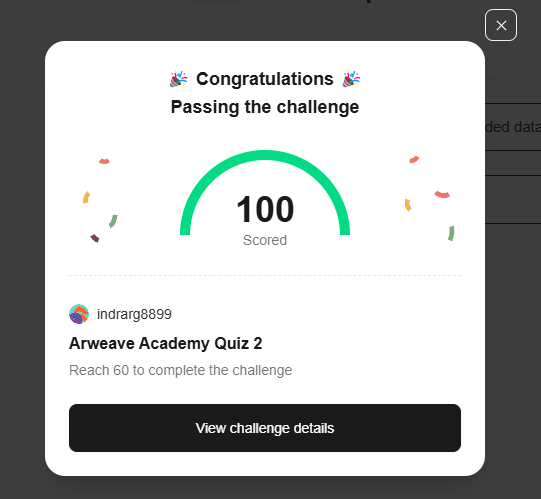 Congratulations
Passing the challenge
ded data
100
Scored
indrarg8899
Arweave Academy Quiz 2
Reach 60 to complete the challenge
View challenge details